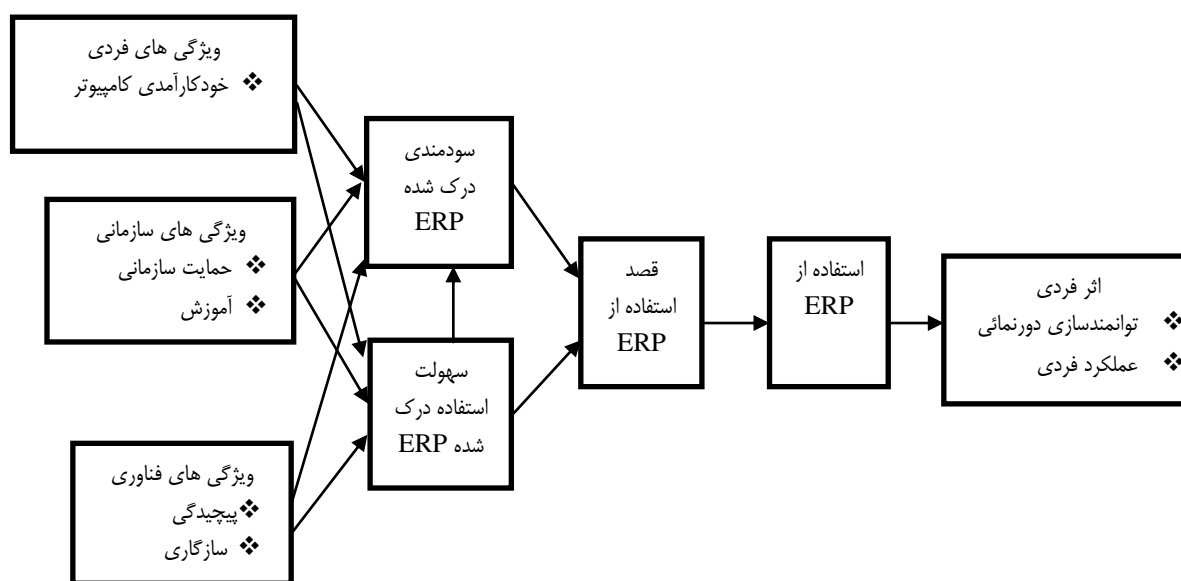 ویژگی های فردی
❖ خودکارآمدی کامپیوتر
ویژگی های سازمانی
❖ حمایت سازمانی
❖ آموزش
ویژگی های فناوری
❖پیچیدگی
❖ سازگاری
سودمندی
درک شده
ERP
سهولت
استفاده درک
شده ERP
قصد
استفاده از
ERP
استفاده از
ERP
اثر فردی
❖ توانمندسازی دورنمائی
❖ عملکرد فردی